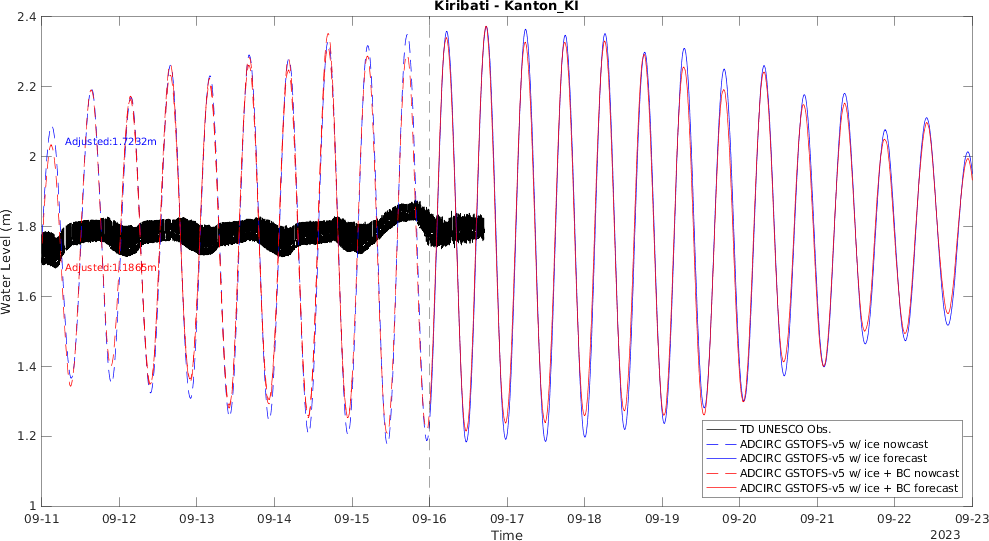 Kiribati - Kanton_KI
Water Level (m)
2.4
2.2
2
1.8
1.6
1.4
1.2
1
Adjusted:1.7232m
Adjusted:1.1865m
TD UNESCO Obs.
ADCIRC GSTOFS-v5 w/ ice nowcast
ADCIRC GSTOFS-v5 w/ ice forecast
ADCIRC GSTOFS-v5 w/ ice + BC nowcast
ADCIRC GSTOFS-v5 w/ ice + BC forecast
09-11 09-12 09-13 09-14 09-15 09-16 09-17 09-18 09-19 09-20 09-21 09-22 09-23
Time
2023